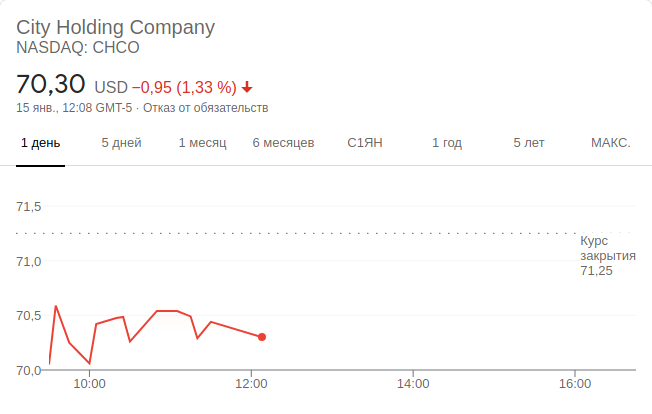 City Holding Company
NASDAQ: CHCO
70,30 USD −0,95 (1,33 %)
15 янв., 12:08 GMT-5 · Отказ от обязательств
1 день 5 дней 1 месяц 6 месяцев С1ЯН 1 год 5 лет МАКС.
71,5
71,0
70,5
70,0
Курс
закрытия
71,25
10:00 12:00 14:00 16:00